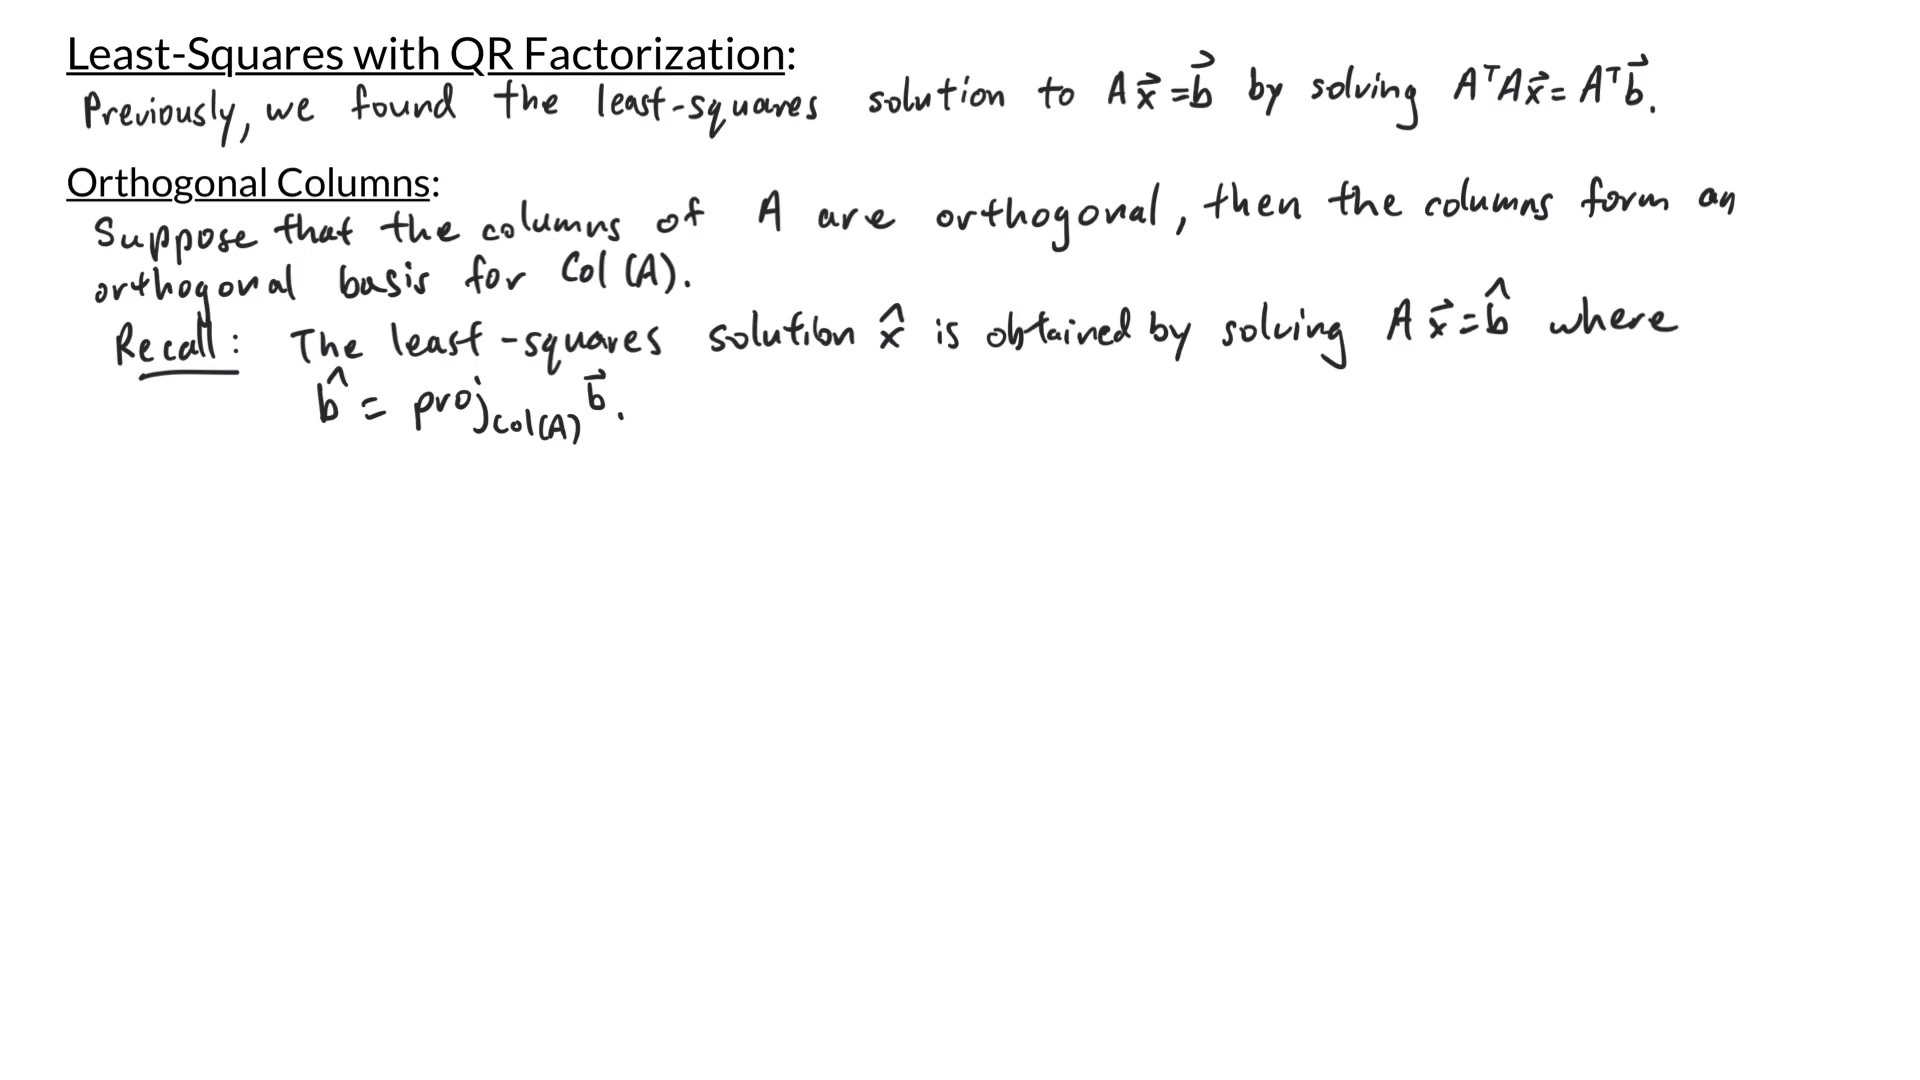 Least-Squares with QR Factorization:
Previously, we found the least-squares solution to A x⃗ = b⃗ by solving AᵀA x⃗ = Aᵀ b⃗.
Orthogonal Columns:
Suppose that the columns of A are orthogonal, then the columns form an
orthogonal basis for Col (A).
Recall: The least-squares solution x̂ is obtained by solving A x⃗ = b̂ where
b̂ = proj_col(A) b⃗.